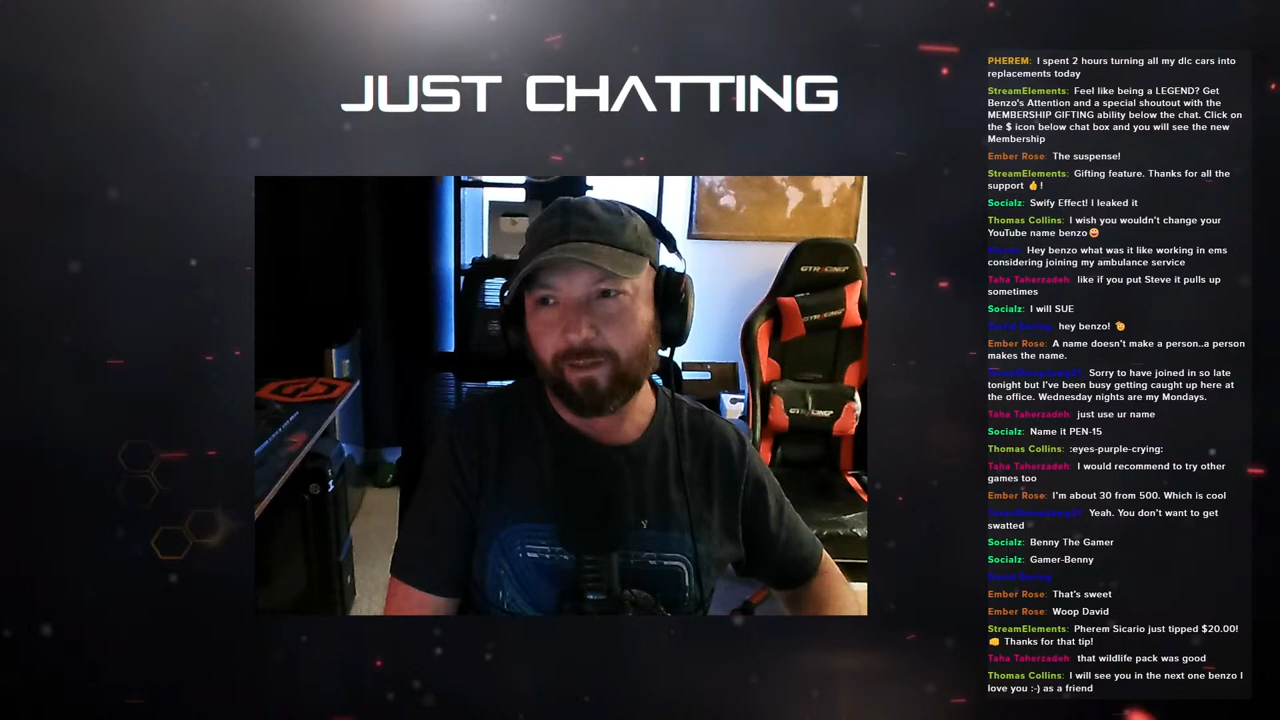 JUST CHATTING
GTRACING
GTRACING
GTRACING
PHEREM: I spent 2 hours turning all my dlc cars into
replacements today
StreamElements: Feel like being a LEGEND? Get
Benzo's Attention and a special shoutout with the
MEMBERSHIP GIFTING ability below the chat. Click on
the $ icon below chat box and you will see the new
Membership
Ember Rose: The suspense!
StreamElements: Gifting feature. Thanks for all the
support 👍!
Socialz: Swify Effect! I leaked it
Thomas Collins: I wish you wouldn't change your
YouTube name benzo😜
Hey benzo what was it like working in ems
considering joining my ambulance service
Taha Taherzadeh: like if you put Steve it pulls up
sometimes
Socialz: I will SUE
hey benzo!
Ember Rose: A name doesn't make a person..a person
makes the name.
Sorry to have joined in so late
tonight but I've been busy getting caught up here at
the office. Wednesday nights are my Mondays.
Taha Taherzadeh: just use ur name
Socialz: Name it PEN-15
Thomas Collins: :eyes-purple-crying:
Taha Taherzadeh: I would recommend to try other
games too
Ember Rose: I'm about 30 from 500. Which is cool
Yeah. You don't want to get
swatted
Socialz: Benny The Gamer
Socialz: Gamer-Benny
Ember Rose: That's sweet
Ember Rose: Woop David
StreamElements: Pherem Sicario just tipped $20.00!
👊 Thanks for that tip!
Taha Taherzadeh: that wildlife pack was good
Thomas Collins: I will see you in the next one benzo I
love you :-) as a friend